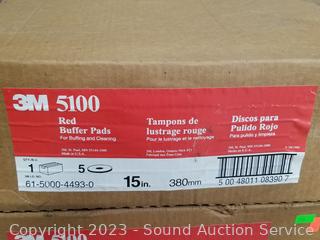 3M 5100
Red
Buffer Pads
For Buffing and Cleaning
Tampons de
lustrage rouge
Pour le lustrage et le nettoyage
Discos para
Pulido Rojo
Para pulido y limpieza
1 5
61-5000-4493-0
15in.
380mm
5 00 48011 08390 7
Copyright 2023 - Sound Auction Service